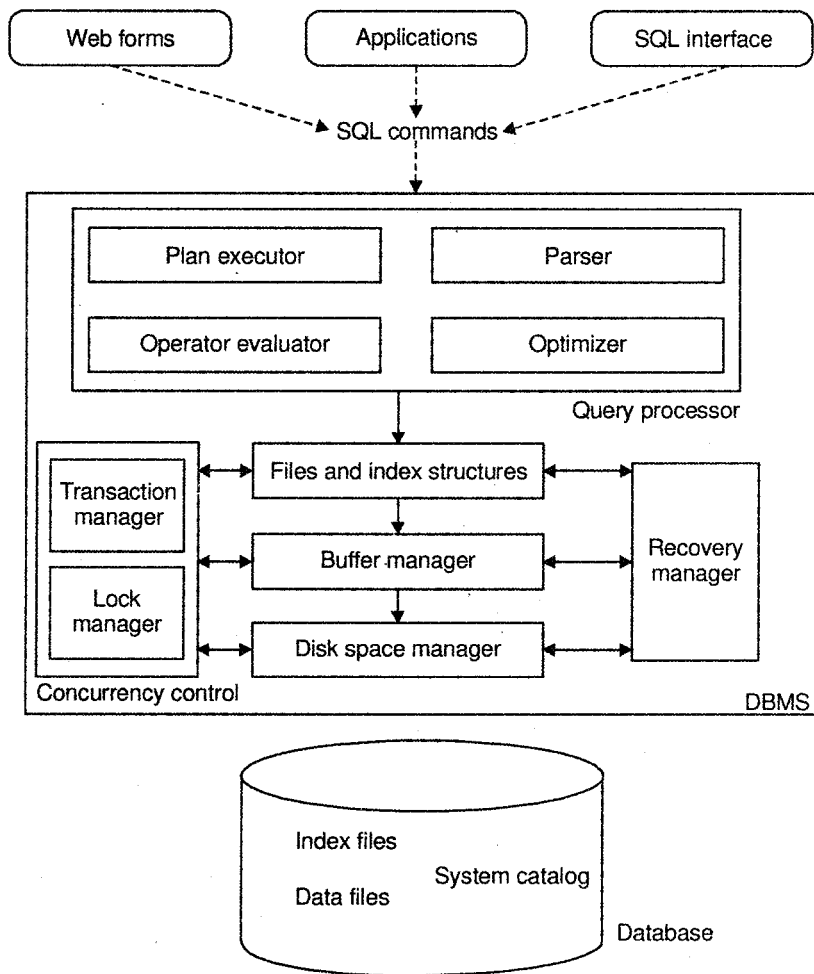 Web forms
Applications
SQL interface
SQL commands
Plan executor
Parser
Operator evaluator
Optimizer
Query processor
Transaction
manager
Files and index structures
Recovery
manager
Buffer manager
Lock
manager
Disk space manager
Concurrency control
DBMS
Index files
System catalog
Data files
Database